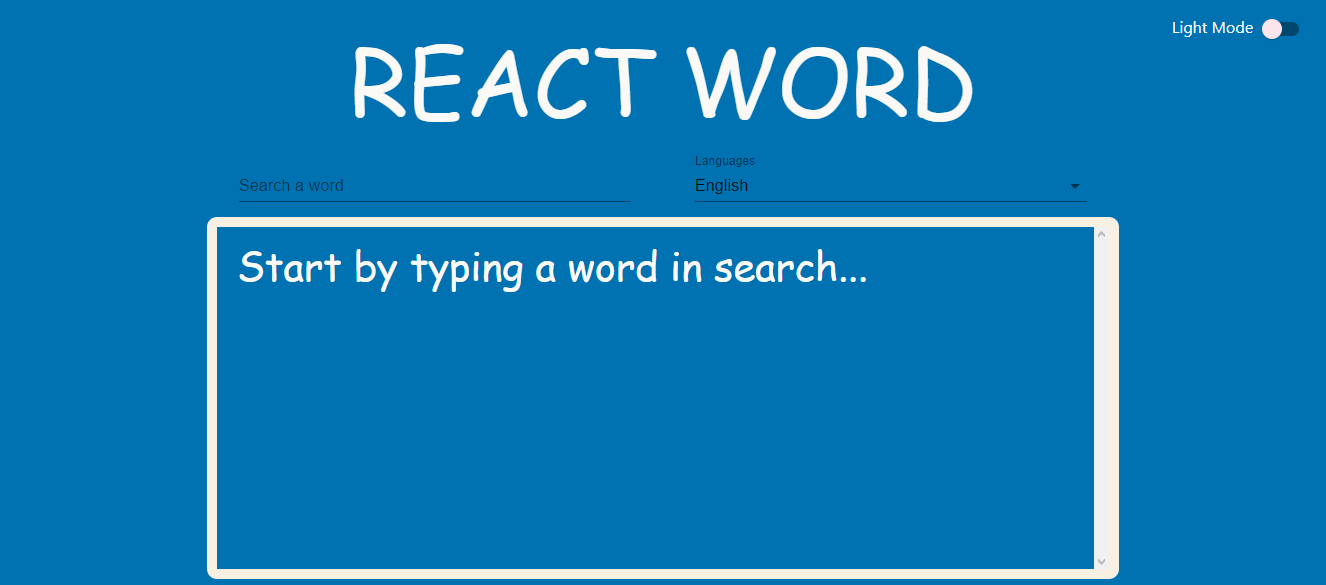 Light Mode
REACT WORD
Languages
Search a word
English
Start by typing a word in search...